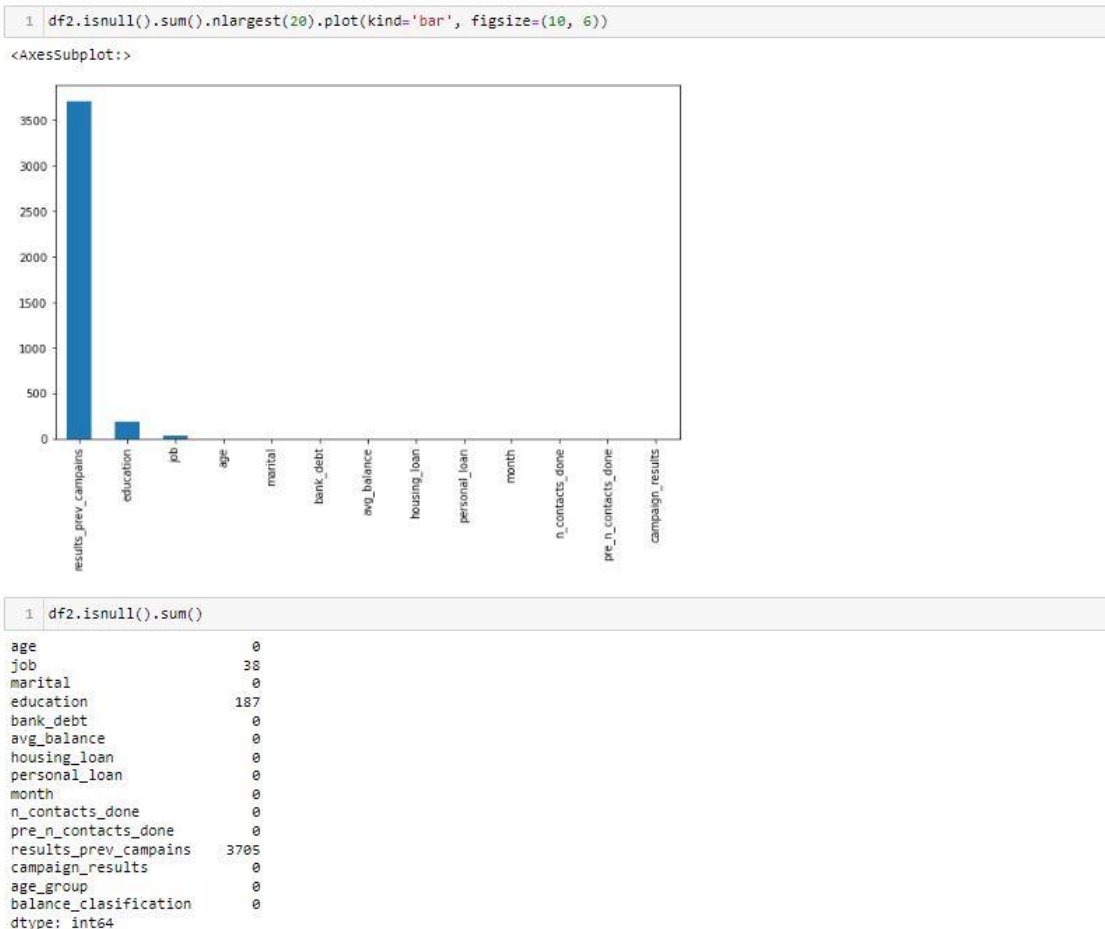 1 df2.isnull().sum().nlargest(20).plot(kind='bar', figsize=(10, 6))
<AxesSubplot:>
3500
3000
2500
2000
1500
1000
500
0
results_prev_campains
education
job
age
marital
bank_debt
avg_balance
housing_loan
personal_loan
month
n_contacts_done
pre_n_contacts_done
campaign_results
1 df2.isnull().sum()
age 0
job 38
marital 0
education 187
bank_debt 0
avg_balance 0
housing_loan 0
personal_loan 0
month 0
n_contacts_done 0
pre_n_contacts_done 0
results_prev_campains 3705
campaign_results 0
age_group 0
balance_clasification 0
dtype: int64